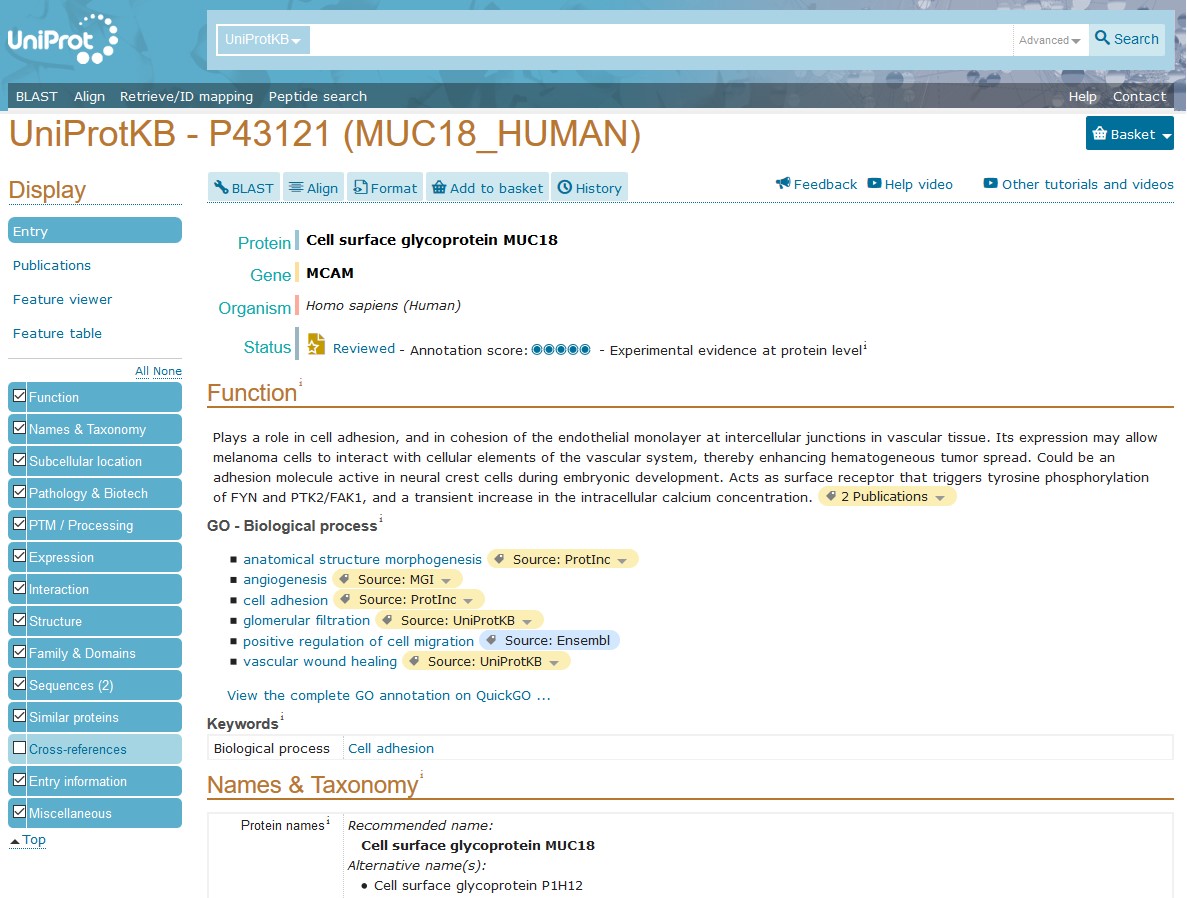 UniProt
UniProtKB Advanced Search
BLAST Align Retrieve/ID mapping Peptide search Help Contact
UniProtKB - P43121 (MUC18_HUMAN)
Basket
Display
Entry
Publications
Feature viewer
Feature table
All None
Function
Names & Taxonomy
Subcellular location
Pathology & Biotech
PTM / Processing
Expression
Interaction
Structure
Family & Domains
Sequences (2)
Similar proteins
Cross-references
Entry information
Miscellaneous
Top
BLAST Align Format Add to basket History
Feedback Help video Other tutorials and videos
Protein Cell surface glycoprotein MUC18
Gene MCAM
Organism Homo sapiens (Human)
Status Reviewed - Annotation score: - Experimental evidence at protein level i
Function i
Plays a role in cell adhesion, and in cohesion of the endothelial monolayer at intercellular junctions in vascular tissue. Its expression may allow
melanoma cells to interact with cellular elements of the vascular system, thereby enhancing hematogeneous tumor spread. Could be an
adhesion molecule active in neural crest cells during embryonic development. Acts as surface receptor that triggers tyrosine phosphorylation
of FYN and PTK2/FAK1, and a transient increase in the intracellular calcium concentration. 2 Publications
GO - Biological process i
anatomical structure morphogenesis Source: ProtInc
angiogenesis Source: MGI
cell adhesion Source: ProtInc
glomerular filtration Source: UniProtKB
positive regulation of cell migration Source: Ensembl
vascular wound healing Source: UniProtKB
View the complete GO annotation on QuickGO ...
Keywords i
Biological process Cell adhesion
Names & Taxonomy i
Protein names i Recommended name:
Cell surface glycoprotein MUC18
Alternative name(s):
• Cell surface glycoprotein P1H12